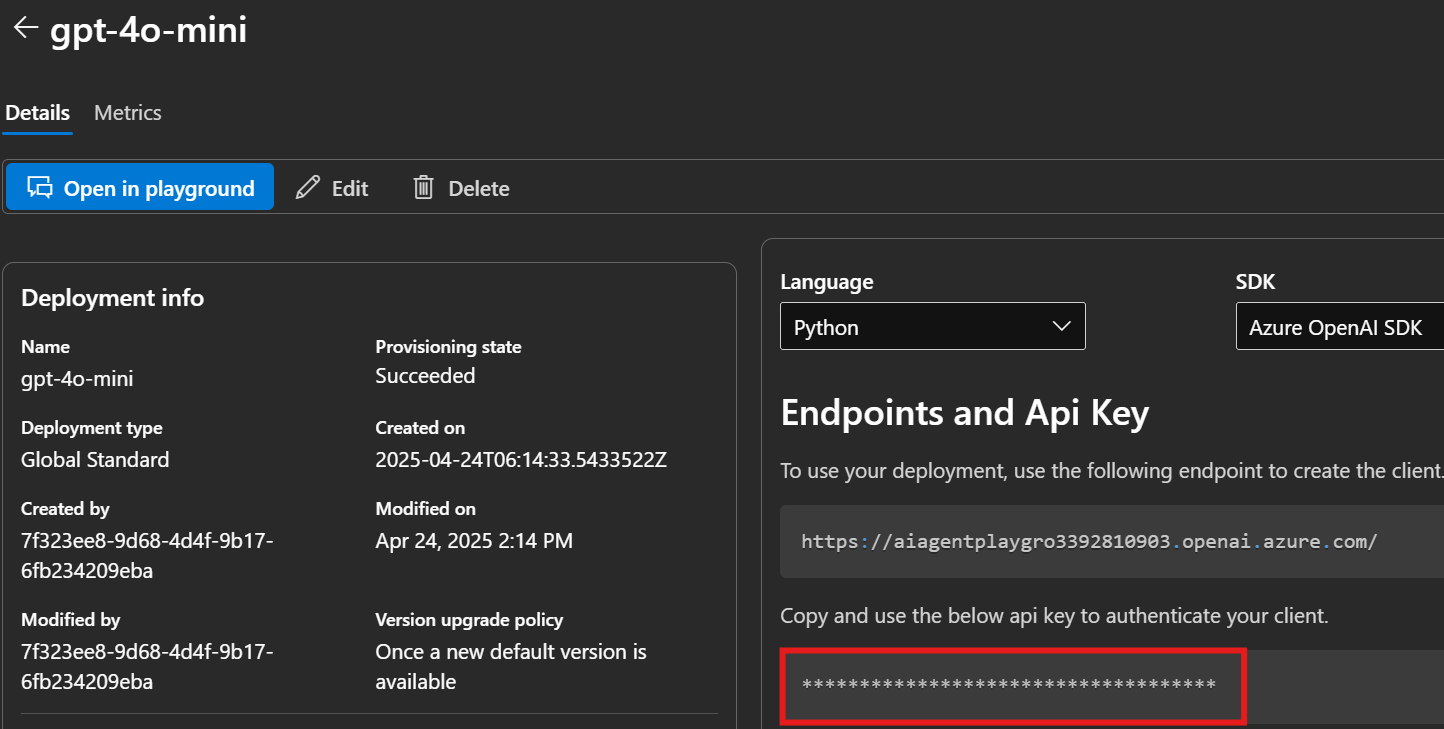 gpt-4o-mini
Details Metrics
Open in playground Edit Delete
Deployment info
Name Provisioning state
gpt-4o-mini Succeeded
Deployment type Created on
Global Standard 2025-04-24T06:14:33.5433522Z
Created by Modified on
7f323ee8-9d68-4d4f-9b17- Apr 24, 2025 2:14 PM
6fb234209eba
Modified by Version upgrade policy
7f323ee8-9d68-4d4f-9b17- Once a new default version is
6fb234209eba available
Language SDK
Python Azure OpenAI SDK
Endpoints and Api Key
To use your deployment, use the following endpoint to create the client.
https://aiagentplaygro3392810903.openai.azure.com/
Copy and use the below api key to authenticate your client.
************************************